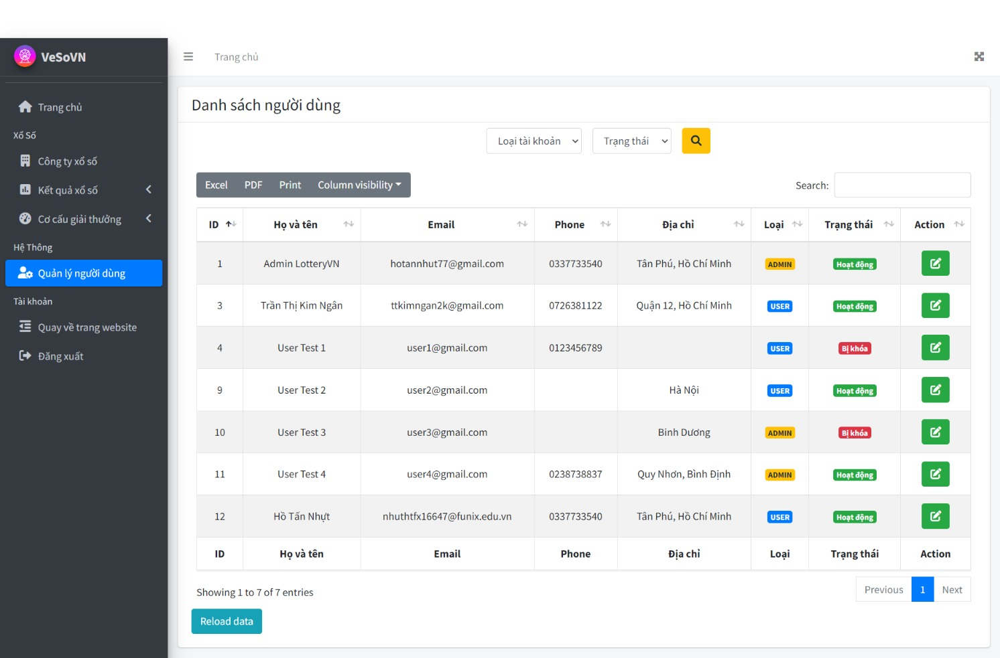 VeSoVN
Trang chủ
Trang chủ
Xổ Số
Công ty xổ số
Kết quả xổ số
Cơ cấu giải thưởng
Hệ Thống
Quản lý người dùng
Tài khoản
Quay về trang website
Đăng xuất
Danh sách người dùng
Loại tài khoản Trạng thái
Excel PDF Print Column visibility Search:
ID Họ và tên Email Phone Địa chỉ Loại Trạng thái Action
1 Admin LotteryVN hotannhut77@gmail.com 0337733540 Tân Phú, Hồ Chí Minh ADMIN Hoạt động
3 Trần Thị Kim Ngân ttkimngan2k@gmail.com 0726381122 Quận 12, Hồ Chí Minh USER Hoạt động
4 User Test 1 user1@gmail.com 0123456789 USER Bị khóa
9 User Test 2 user2@gmail.com Hà Nội USER Hoạt động
10 User Test 3 user3@gmail.com Bình Dương ADMIN Bị khóa
11 User Test 4 user4@gmail.com 0238738837 Quy Nhơn, Bình Định ADMIN Hoạt động
12 Hồ Tấn Nhựt nhuthtfx16647@funix.edu.vn 0337733540 Tân Phú, Hồ Chí Minh USER Hoạt động
ID Họ và tên Email Phone Địa chỉ Loại Trạng thái Action
Showing 1 to 7 of 7 entries Previous 1 Next
Reload data